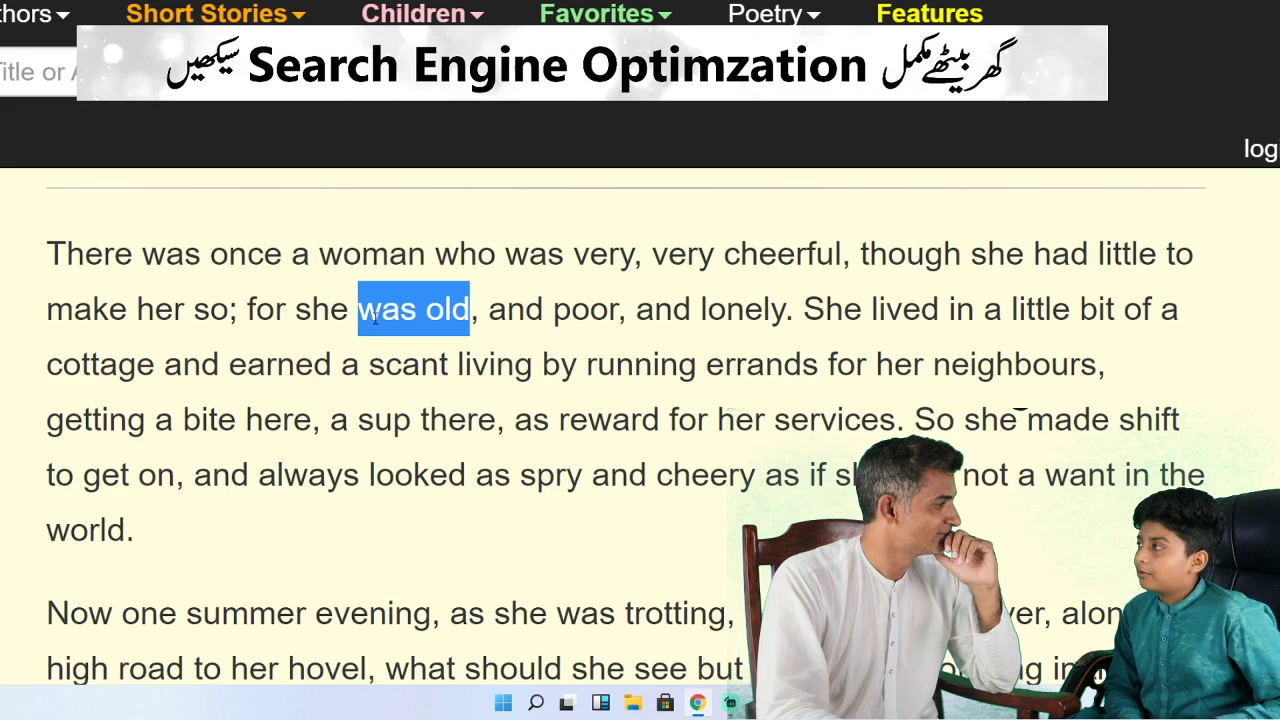 thors Short Stories Children Favorites Poetry Features
Title or A
گھر بیٹھے مکمل Search Engine Optimzation سیکھیں
log
There was once a woman who was very, very cheerful, though she had little to
make her so; for she was old, and poor, and lonely. She lived in a little bit of a
cottage and earned a scant living by running errands for her neighbours,
getting a bite here, a sup there, as reward for her services. So she made shift
to get on, and always looked as spry and cheery as if not a want in the
world.
Now one summer evening, as she was trotting,
high road to her hovel, what should she see but